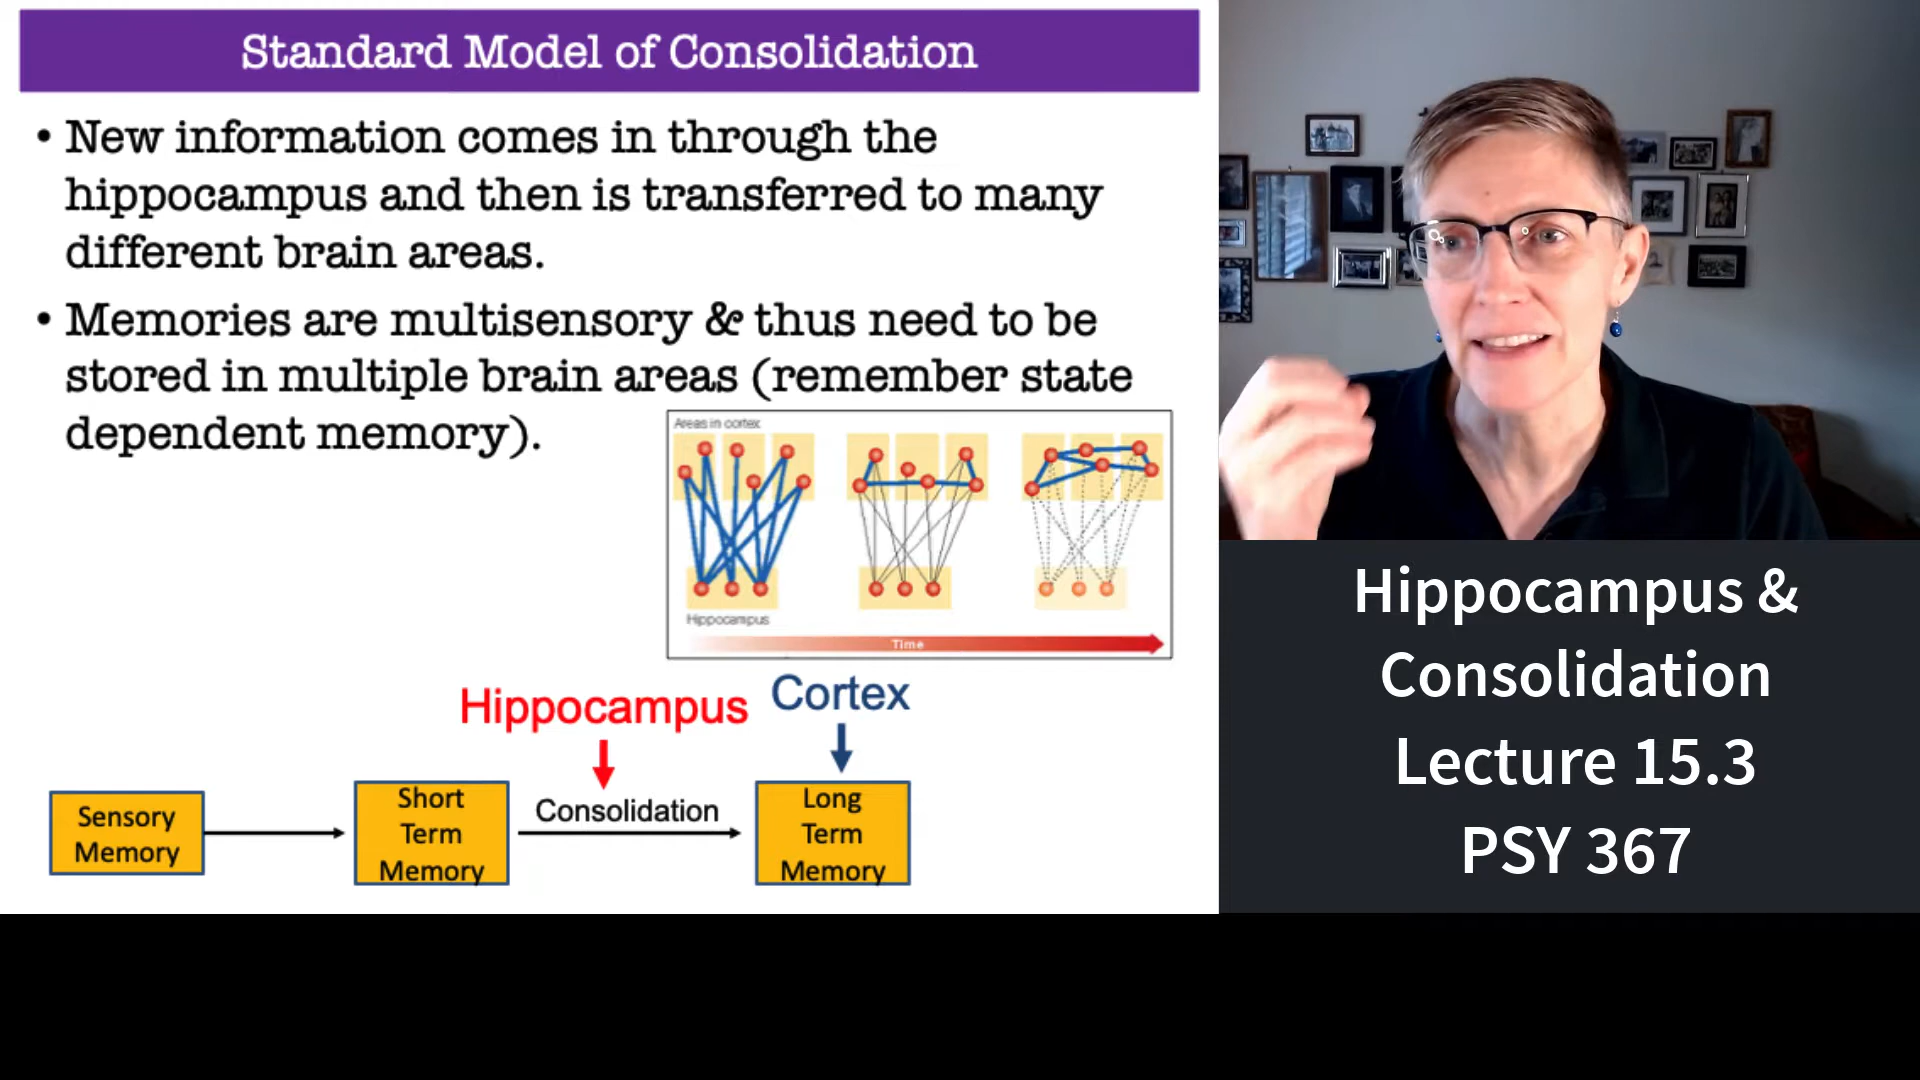 Standard Model of Consolidation
• New information comes in through the
hippocampus and then is transferred to many
different brain areas.
• Memories are multisensory & thus need to be
stored in multiple brain areas (remember state
dependent memory).
Areas in cortex
Hippocampus
Time
Hippocampus
Cortex
Sensory
Memory
Short
Term
Memory
Consolidation
Long
Term
Memory
Hippocampus &
Consolidation
Lecture 15.3
PSY 367